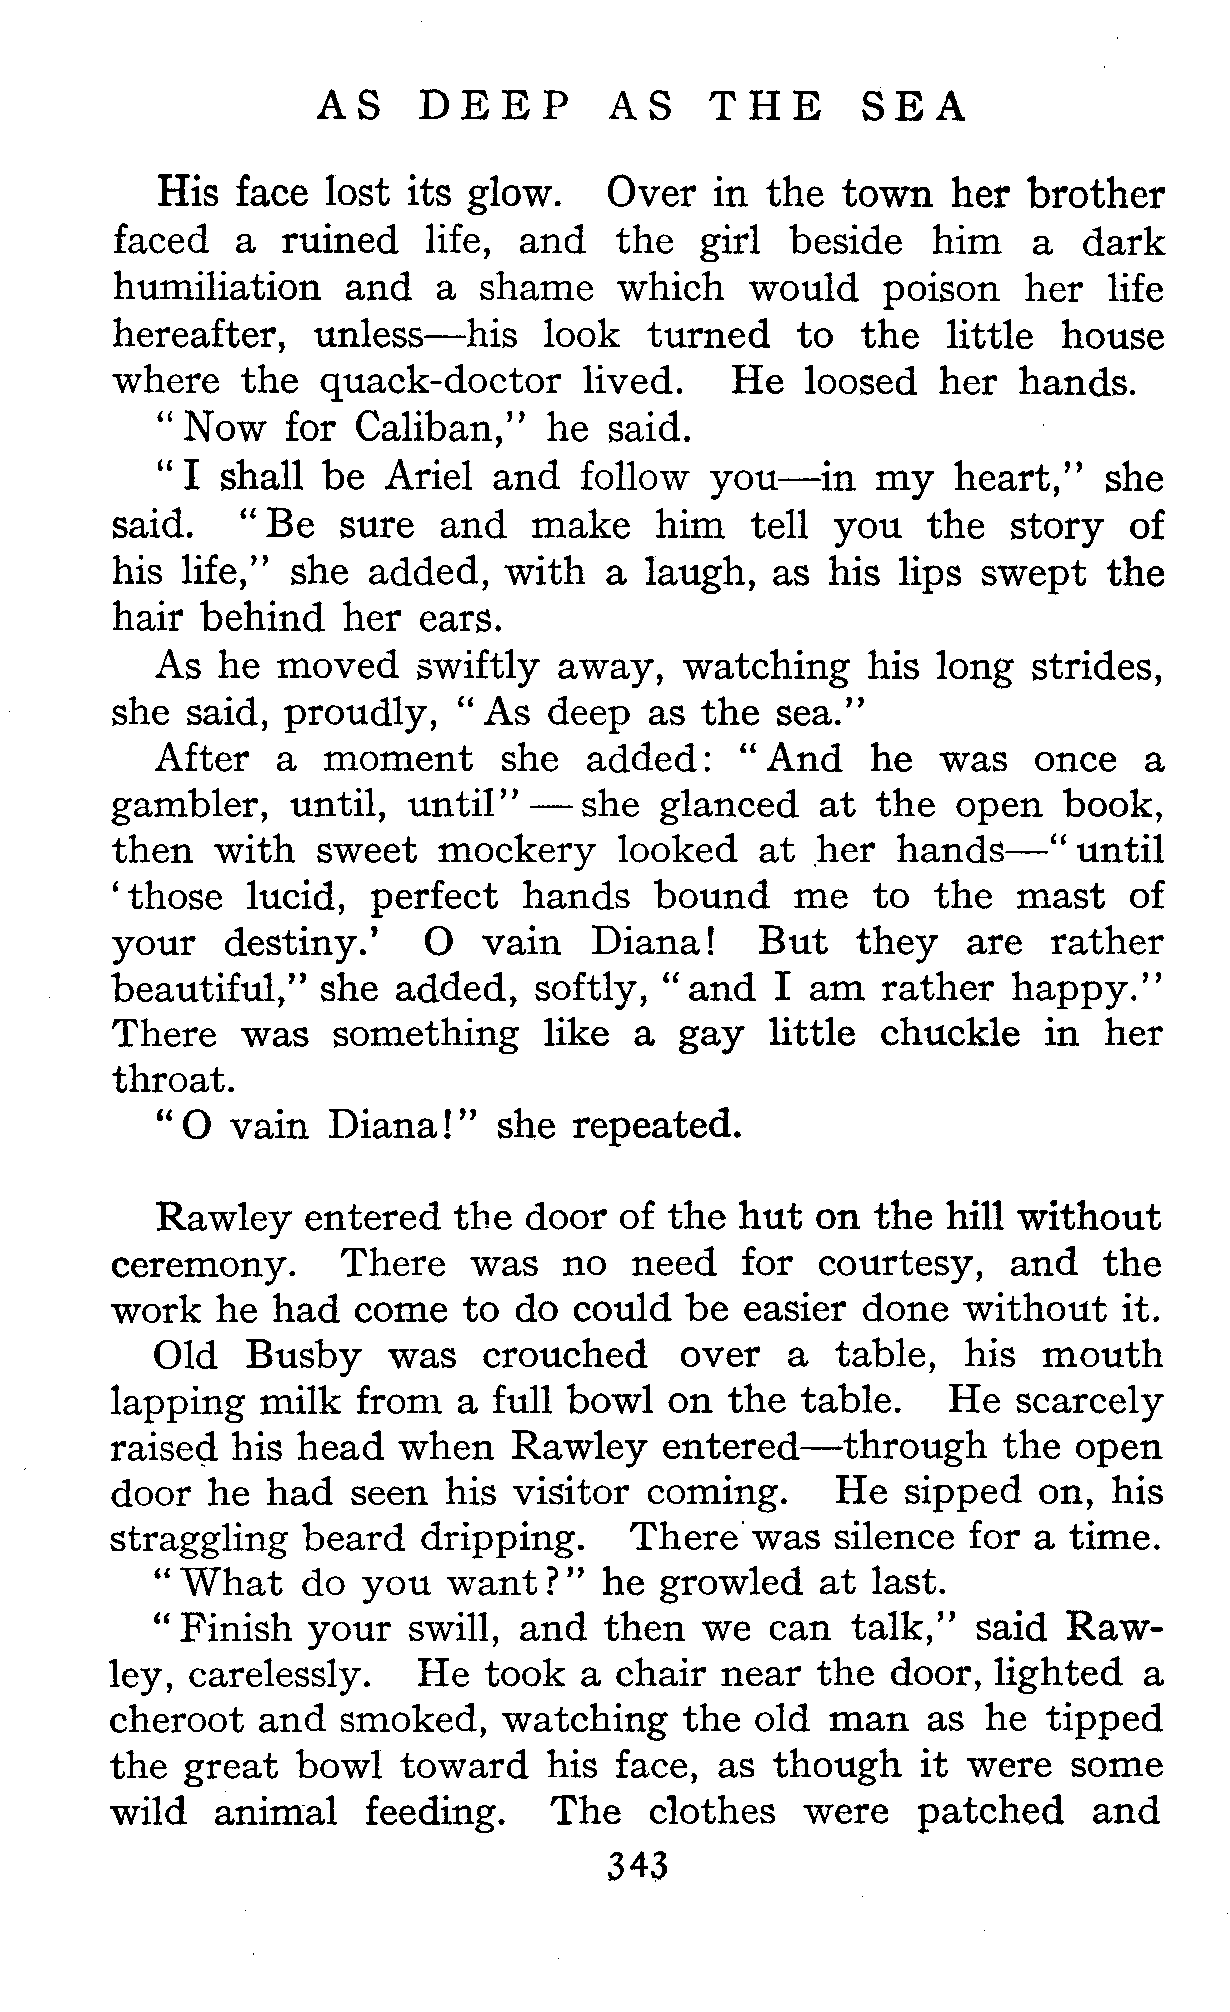 AS DEEP AS THE SEA
His face lost its glow. Over in the town her brother
faced a ruined life, and the girl beside him a dark
humiliation and a shame which would poison her life
hereafter, unless—his look turned to the little house
where the quack-doctor lived. He loosed her hands.
“Now for Caliban,” he said.
“I shall be Ariel and follow you—in my heart,” she
said. “Be sure and make him tell you the story of
his life,” she added, with a laugh, as his lips swept the
hair behind her ears.
As he moved swiftly away, watching his long strides,
she said, proudly, “As deep as the sea.”
After a moment she added: “And he was once a
gambler, until, until” — she glanced at the open book,
then with sweet mockery looked at her hands—“until
‘those lucid, perfect hands bound me to the mast of
your destiny.’ O vain Diana! But they are rather
beautiful,” she added, softly, “and I am rather happy.”
There was something like a gay little chuckle in her
throat.
“O vain Diana!” she repeated.
Rawley entered the door of the hut on the hill without
ceremony. There was no need for courtesy, and the
work he had come to do could be easier done without it.
Old Busby was crouched over a table, his mouth
lapping milk from a full bowl on the table. He scarcely
raised his head when Rawley entered—through the open
door he had seen his visitor coming. He sipped on, his
straggling beard dripping. There was silence for a time.
“What do you want?” he growled at last.
“Finish your swill, and then we can talk,” said Raw-
ley, carelessly. He took a chair near the door, lighted a
cheroot and smoked, watching the old man as he tipped
the great bowl toward his face, as though it were some
wild animal feeding. The clothes were patched and
343